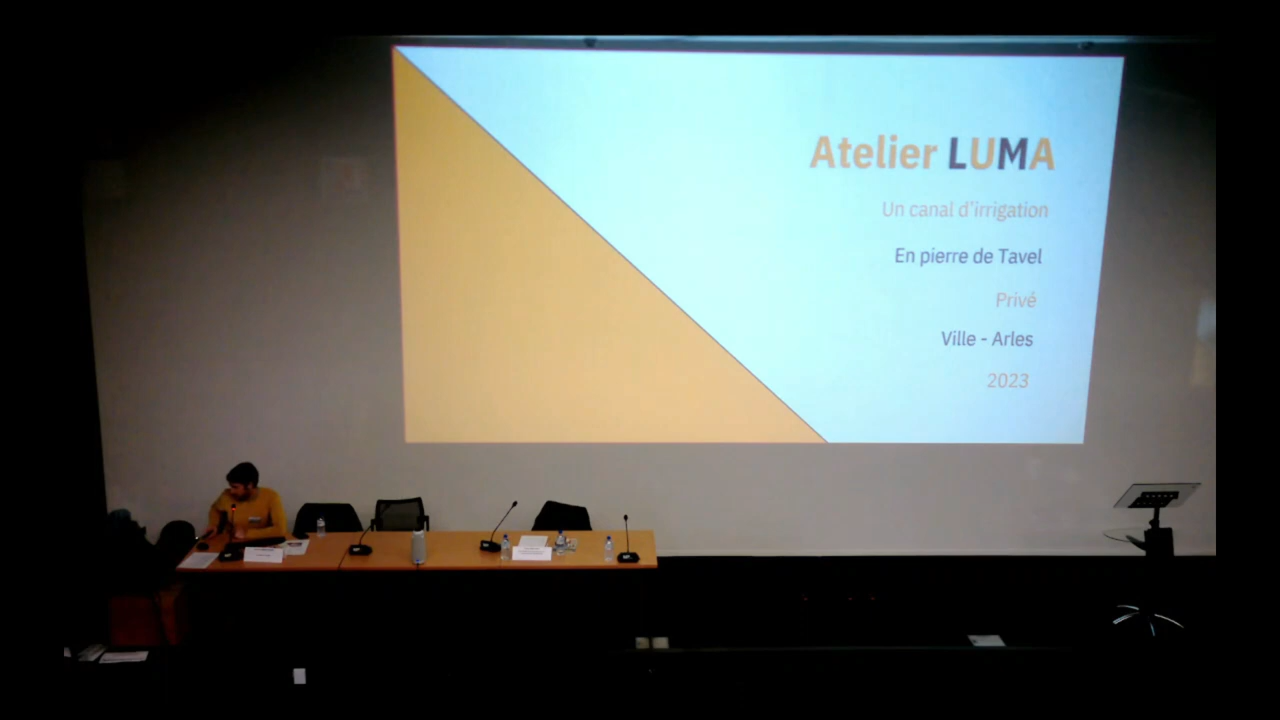 Atelier LUMA
Un canal d'irrigation
En pierre de Tavel
Privé
Ville - Arles
2023